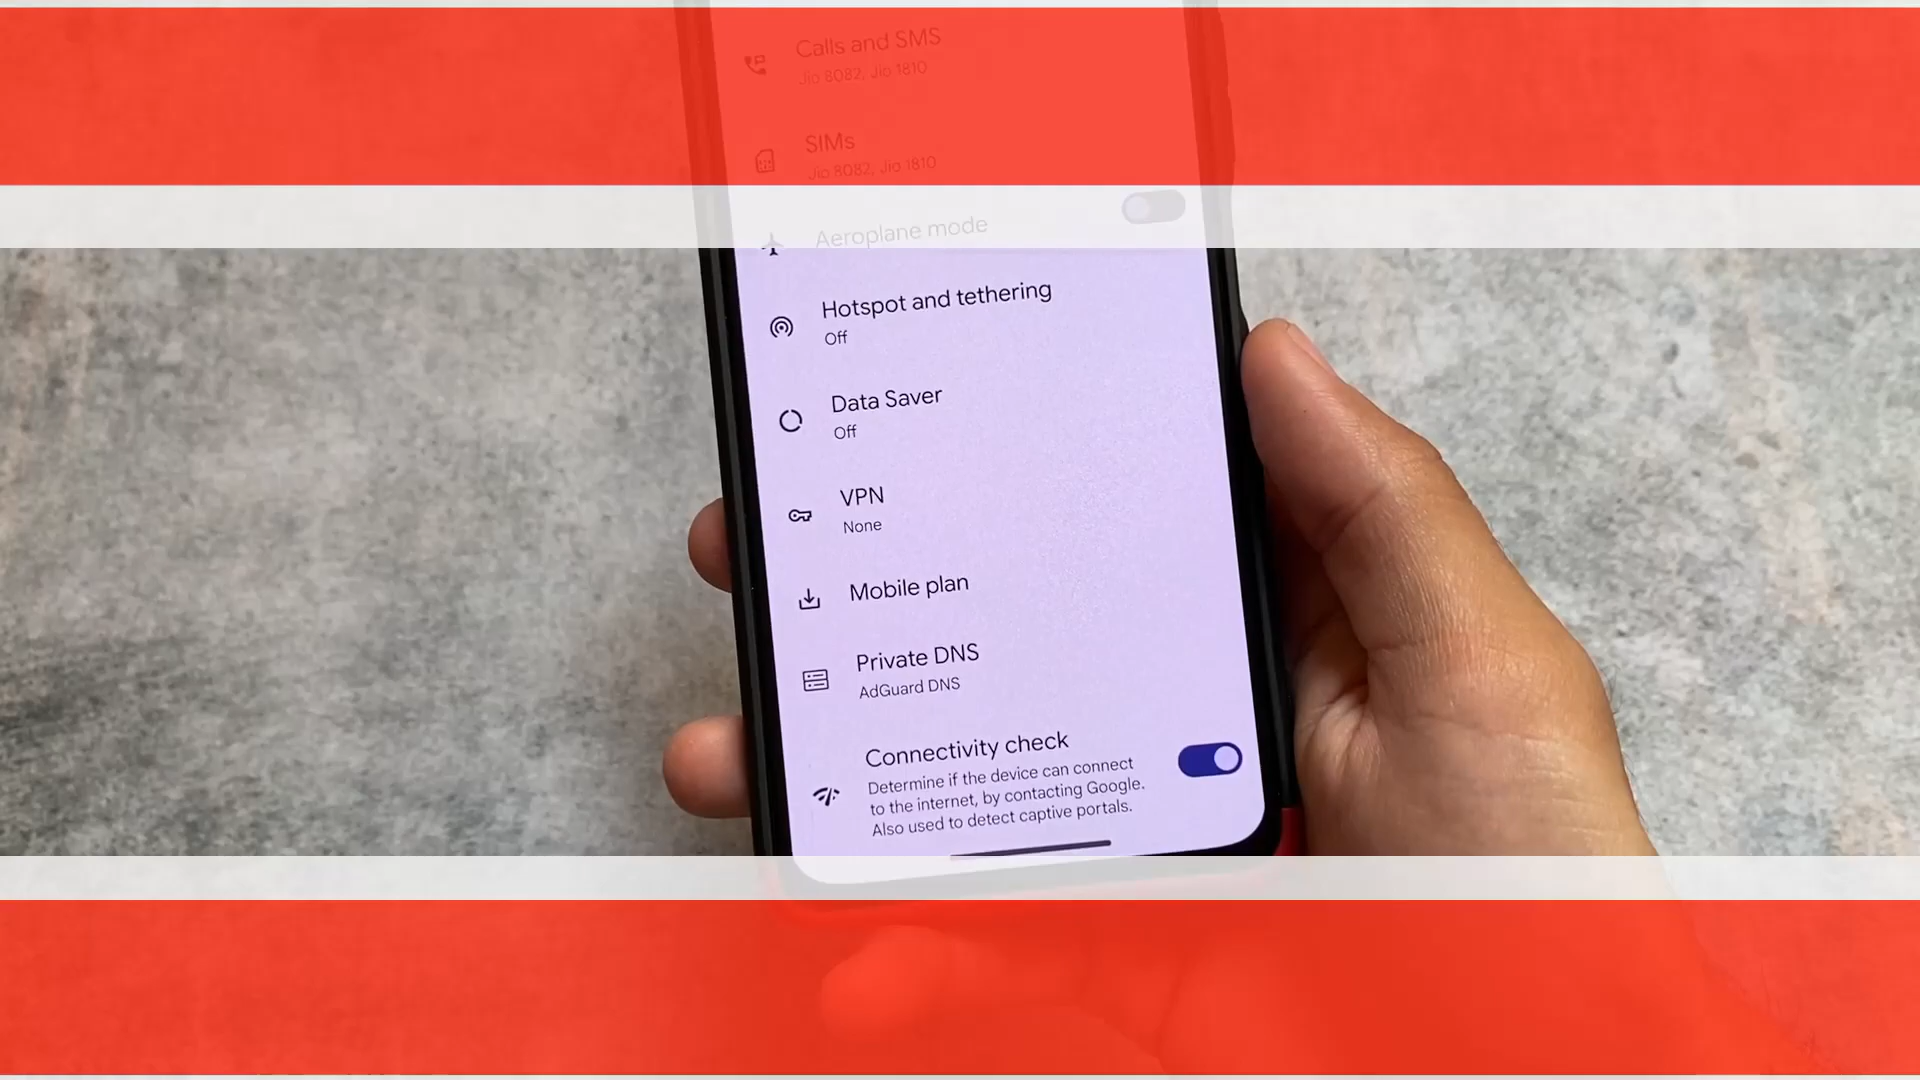 Calls and SMS
Jio 8082, Jio 1810
SIMs
Jio 8082, Jio 1810
Aeroplane mode
Hotspot and tethering
Off
Data Saver
Off
VPN
None
Mobile plan
Private DNS
AdGuard DNS
Connectivity check
Determine if the device can connect
to the internet, by contacting Google.
Also used to detect captive portals.